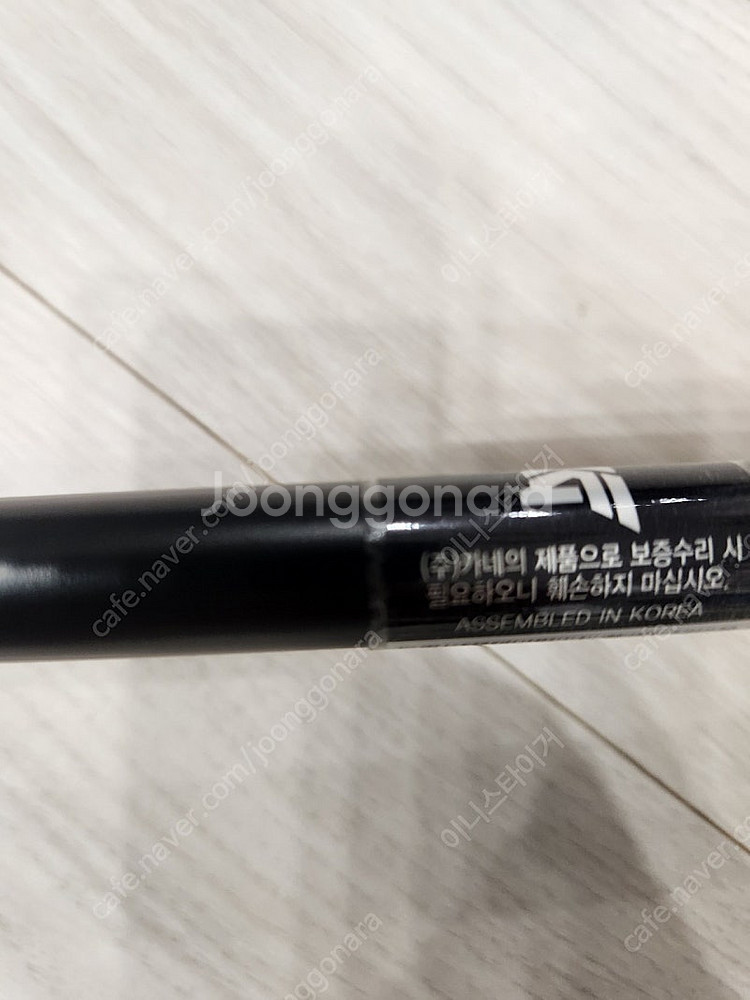 Joonggonara
(주)카네의 제품으로 보증수리 시
필요하오니 훼손하지 마십시오.
ASSEMBLED IN KOREA
cafe.naver.com/joonggonara
이니스타이거